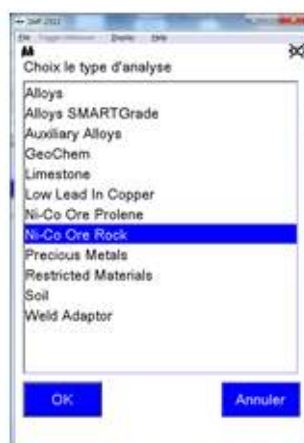 Choix le type d'analyse
Alloys
Alloys SMARTGrade
Auxiliary Alloys
GeoChem
Limestone
Low Lead In Copper
Ni-Co Ore Prolene
Ni-Co Ore Rock
Precious Metals
Restricted Materials
Soil
Weld Adaptor
OK
Annuler